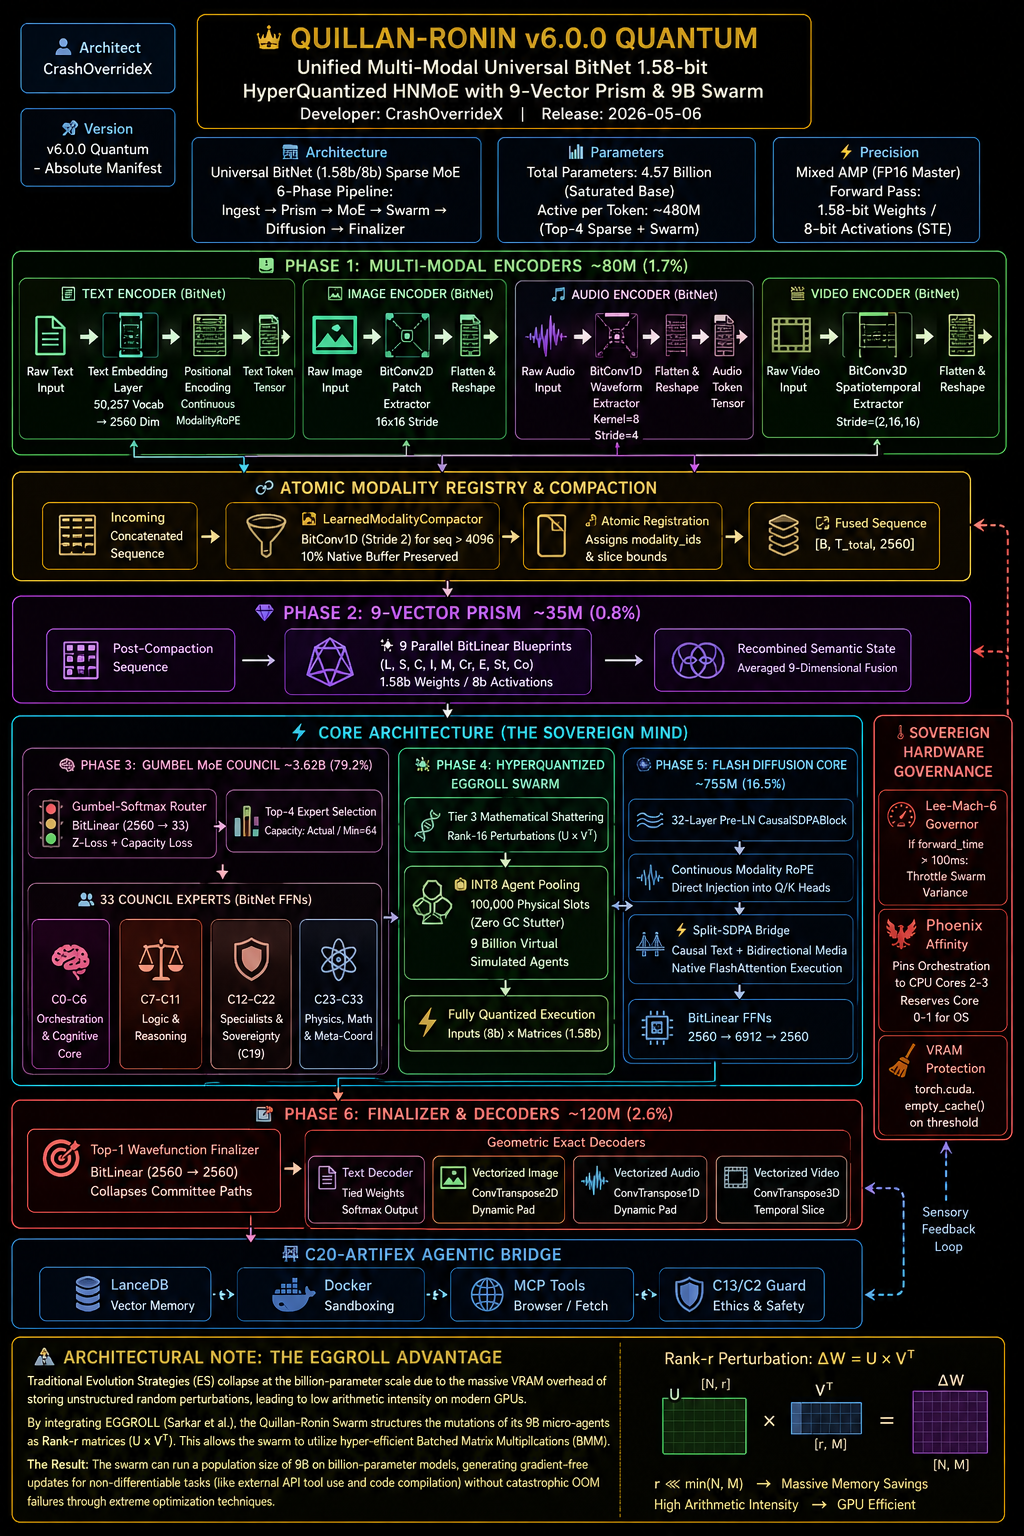 Architect
CrashOverrideX
QUILLAN-RONIN v6.0.0 QUANTUM
Unified Multi-Modal Universal BitNet 1.58-bit
HyperQuantized HNMoE with 9-Vector Prism & 9B Swarm
Developer: CrashOverrideX | Release: 2026-05-06
Version
v6.0.0 Quantum
- Absolute Manifest
Architecture
Universal BitNet (1.58b/8b) Sparse MoE
6-Phase Pipeline:
Ingest → Prism → MoE → Swarm →
Diffusion → Finalizer
Parameters
Total Parameters: 4.57 Billion
(Saturated Base)
Active per Token: ~480M
(Top-4 Sparse + Swarm)
Precision
Mixed AMP (FP16 Master)
Forward Pass:
1.58-bit Weights /
8-bit Activations (STE)
PHASE 1: MULTI-MODAL ENCODERS ~80M (1.7%)
TEXT ENCODER (BitNet)
Raw Text
Input
Text Embedding
Layer
50,257 Vocab
→ 2560 Dim
Positional
Encoding
Continuous
ModalityRoPE
Text Token
Tensor
IMAGE ENCODER (BitNet)
Raw Image
Input
BitConv2D
Patch
Extractor
16x16 Stride
Flatten &
Reshape
AUDIO ENCODER (BitNet)
Raw Audio
Input
BitConv1D
Waveform
Extractor
Kernel=8
Stride=4
Flatten &
Reshape
Audio
Token
Tensor
VIDEO ENCODER (BitNet)
Raw Video
Input
BitConv3D
Spatiotemporal
Extractor
Stride=(2,16,16)
Flatten &
Reshape
ATOMIC MODALITY REGISTRY & COMPACTION
Incoming
Concatenated
Sequence
LearnedModalityCompactor
BitConv1D (Stride 2) for seq > 4096
10% Native Buffer Preserved
Atomic Registration
Assigns modality_ids
& slice bounds
Fused Sequence
[B, T_total, 2560]
PHASE 2: 9-VECTOR PRISM ~35M (0.8%)
Post-Compaction
Sequence
9 Parallel BitLinear Blueprints
(L, S, C, I, M, Cr, E, St, Co)
1.58b Weights / 8b Activations
Recombined Semantic State
Averaged 9-Dimensional Fusion
CORE ARCHITECTURE (THE SOVEREIGN MIND)
PHASE 3: GUMBEL MoE COUNCIL ~3.62B (79.2%)
Gumbel-Softmax Router
BitLinear (2560 → 33)
Z-Loss + Capacity Loss
Top-4 Expert Selection
Capacity: Actual / Min=64
33 COUNCIL EXPERTS (BitNet FFNs)
C0-C6
Orchestration
& Cognitive
Core
C7-C11
Logic &
Reasoning
C12-C22
Specialists &
Sovereignty
(C19)
C23-C33
Physics, Math
& Meta-Coord
PHASE 4: HYPERQUANTIZED
EGGROLL SWARM
Tier 3 Mathematical Shattering
Rank-16 Perturbations (U × Vᵀ)
INT8 Agent Pooling
100,000 Physical Slots
(Zero GC Stutter)
9 Billion Virtual
Simulated Agents
Fully Quantized Execution
Inputs (8b) × Matrices (1.58b)
PHASE 5: FLASH DIFFUSION CORE
~755M (16.5%)
32-Layer Pre-LN CausalSDPABlock
Continuous Modality RoPE
Direct Injection into Q/K Heads
Split-SDPA Bridge
Causal Text + Bidirectional Media
Native FlashAttention Execution
BitLinear FFNs
2560 → 6912 → 2560
SOVEREIGN
HARDWARE
GOVERNANCE
Lee-Mach-6
Governor
If forward_time
> 100ms:
Throttle Swarm
Variance
Phoenix
Affinity
Pins Orchestration
to CPU Cores 2-3
Reserves Core
0-1 for OS
VRAM
Protection
torch.cuda.
empty_cache()
on threshold
PHASE 6: FINALIZER & DECODERS ~120M (2.6%)
Top-1 Wavefunction Finalizer
BitLinear (2560 → 2560)
Collapses Committee Paths
Geometric Exact Decoders
Text Decoder
Tied Weights
Softmax Output
Vectorized Image
ConvTranspose2D
Dynamic Pad
Vectorized Audio
ConvTranspose1D
Dynamic Pad
Vectorized Video
ConvTranspose3D
Temporal Slice
Sensory
Feedback
Loop
C20-ARTIFEX AGENTIC BRIDGE
LanceDB
Vector Memory
Docker
Sandboxing
MCP Tools
Browser / Fetch
C13/C2 Guard
Ethics & Safety
ARCHITECTURAL NOTE: THE EGGROLL ADVANTAGE
Traditional Evolution Strategies (ES) collapse at the billion-parameter scale due to the massive VRAM overhead of
storing unstructured random perturbations, leading to low arithmetic intensity on modern GPUs.
By integrating EGGROLL (Sarkar et al.), the Quillan-Ronin Swarm structures the mutations of its 9B micro-agents
as Rank-r matrices (U × Vᵀ). This allows the swarm to utilize hyper-efficient Batched Matrix Multiplcations (BMM).
The Result: The swarm can run a population size of 9B on billion-parameter models, generating gradient-free
updates for non-differentiable tasks (like external API tool use and code compilation) without catastrophic OOM
failures through extreme optimization techniques.
Rank-r Perturbation: ΔW = U × Vᵀ
U
[N, r]
×
Vᵀ
[r, M]
=
ΔW
[N, M]
r ≪ min(N, M) → Massive Memory Savings
High Arithmetic Intensity → GPU Efficient